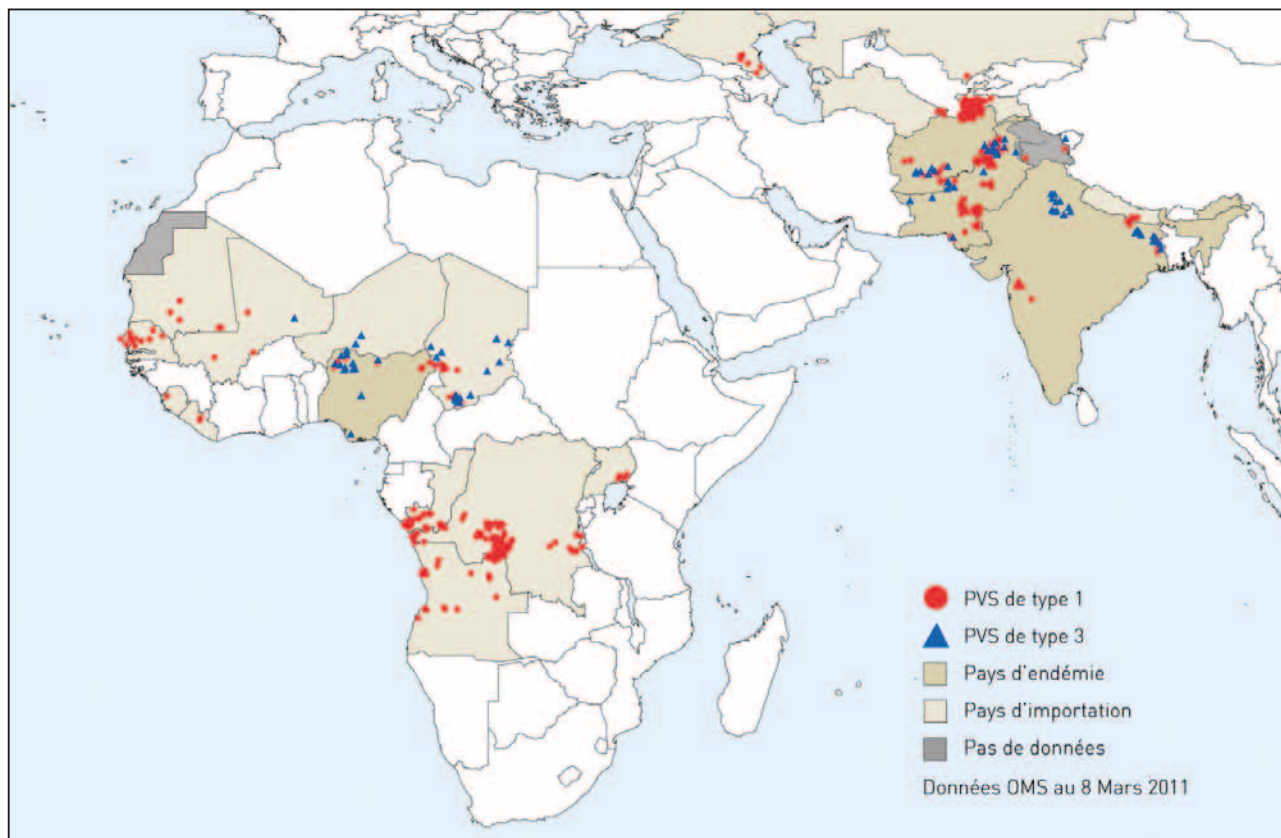 PVS de type 1
PVS de type 3
Pays d'endémie
Pays d'importation
Pas de données
Données OMS au 8 Mars 2011